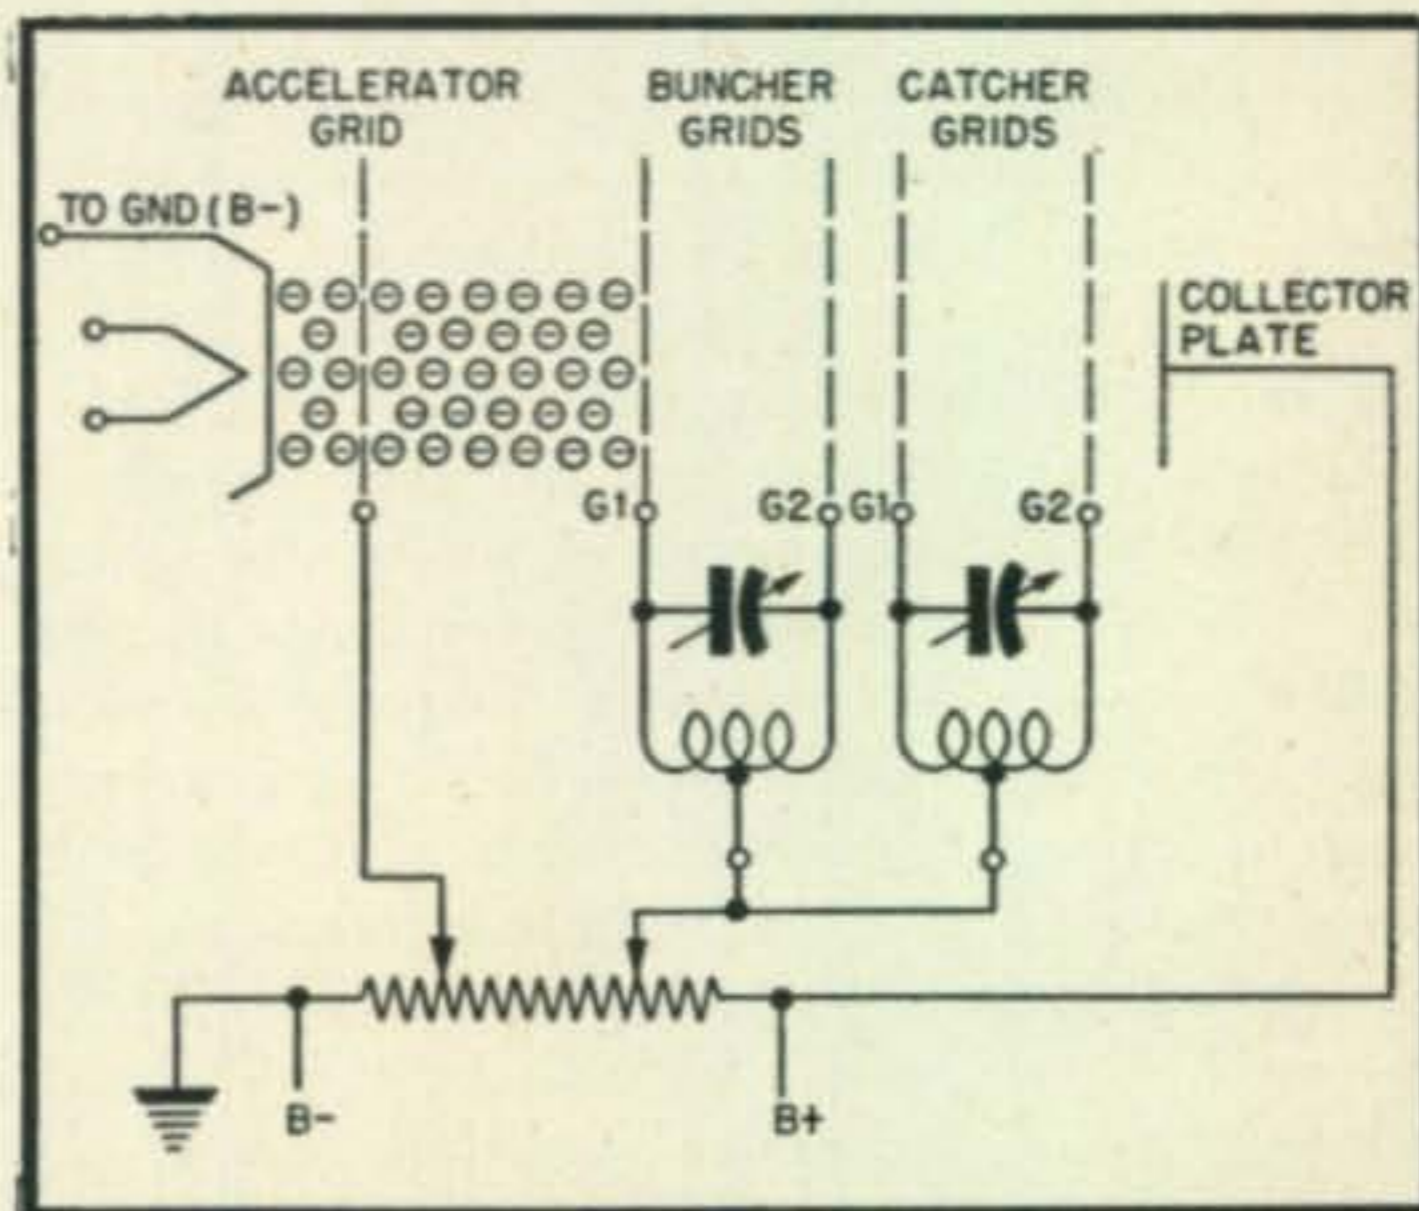 ACCELERATOR
GRID
BUNCHER
GRIDS
CATCHER
GRIDS
TO GND (B-)
COLLECTOR
PLATE
G1
G2
G1
G2
B-
B+